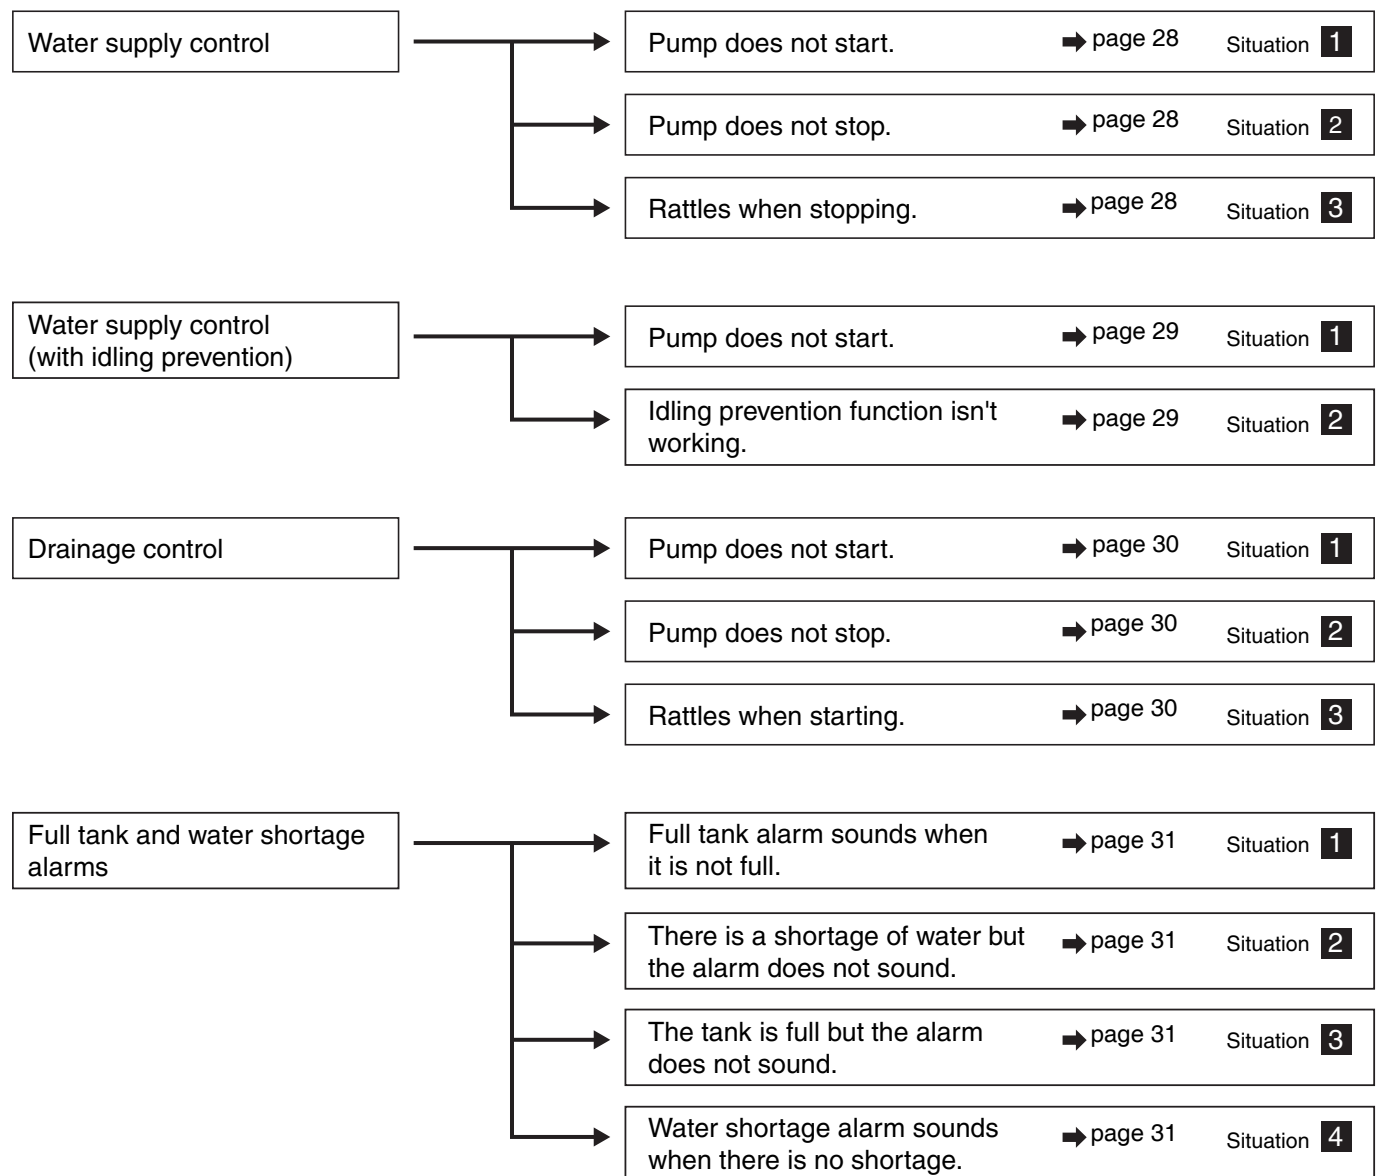 Water supply control
Pump does not start. ➡ page 28 Situation 1
Pump does not stop. ➡ page 28 Situation 2
Rattles when stopping. ➡ page 28 Situation 3
Water supply control
(with idling prevention)
Pump does not start. ➡ page 29 Situation 1
Idling prevention function isn't
working.
➡ page 29 Situation 2
Drainage control
Pump does not start. ➡ page 30 Situation 1
Pump does not stop. ➡ page 30 Situation 2
Rattles when starting. ➡ page 30 Situation 3
Full tank and water shortage
alarms
Full tank alarm sounds when
it is not full.
➡ page 31 Situation 1
There is a shortage of water but
the alarm does not sound.
➡ page 31 Situation 2
The tank is full but the alarm
does not sound.
➡ page 31 Situation 3
Water shortage alarm sounds
when there is no shortage.
➡ page 31 Situation 4